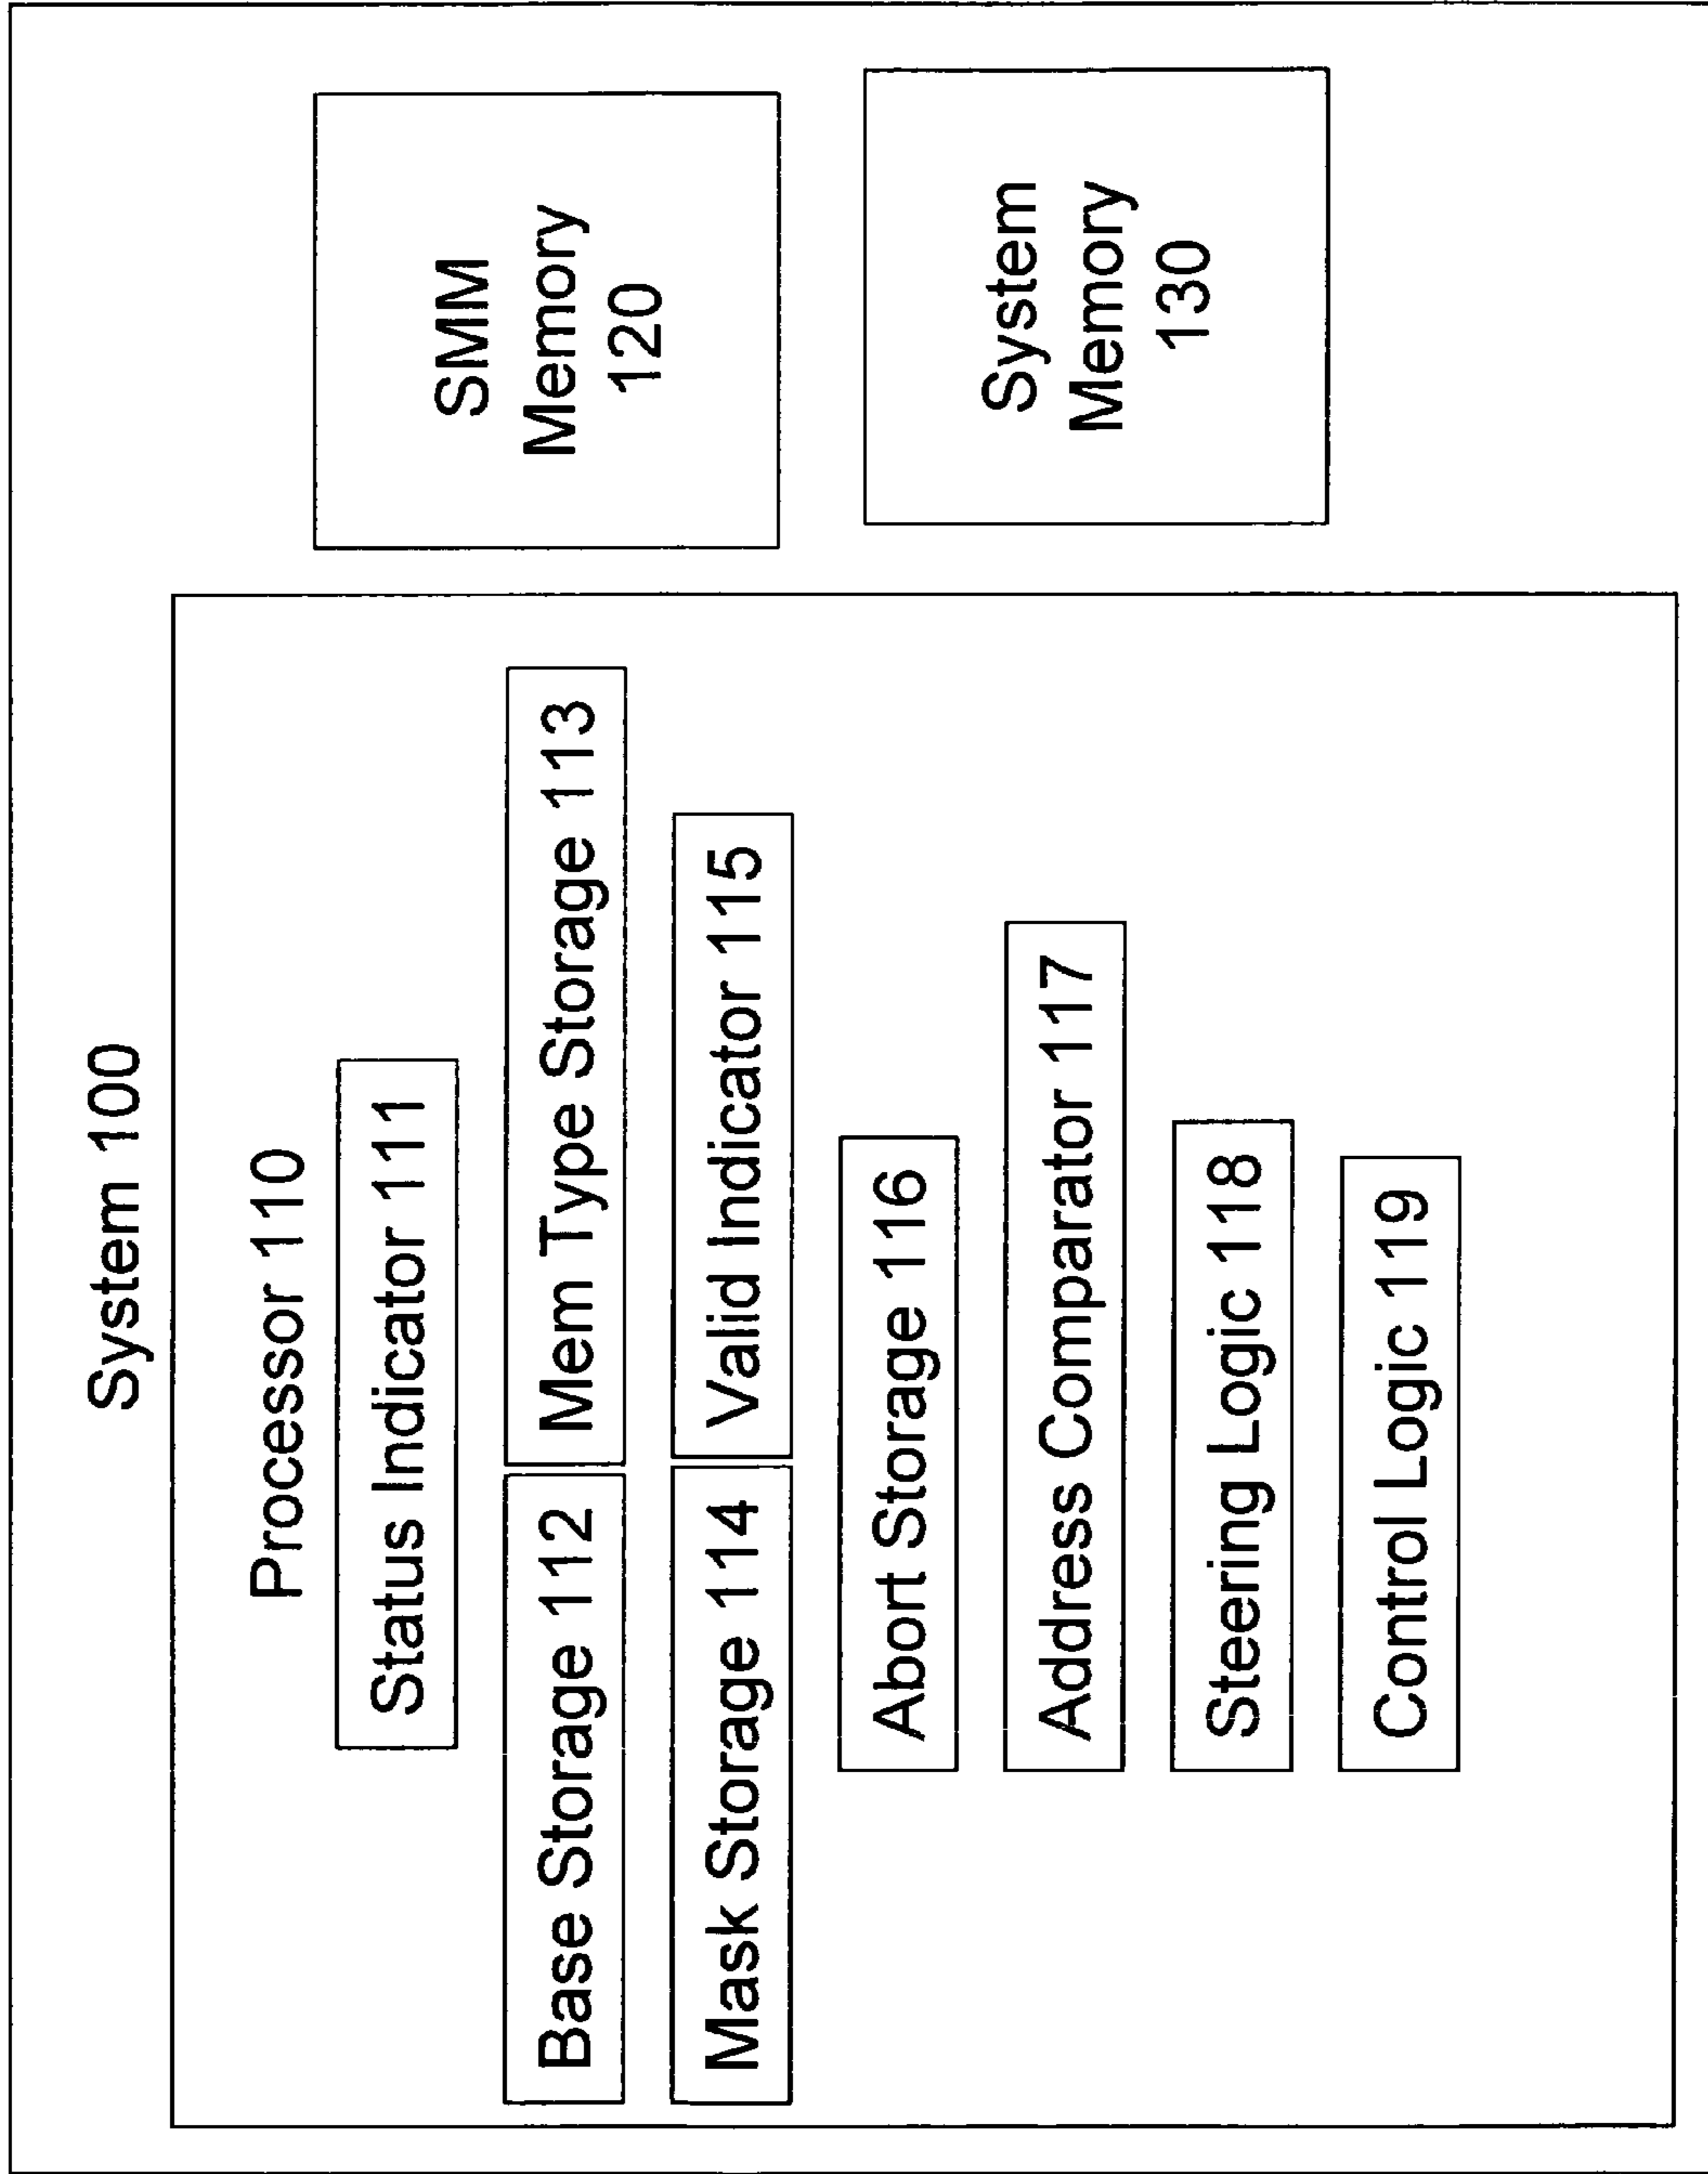 System 100
Processor 110
Status Indicator 111
Base Storage 112
Mem Type Storage 113
Mask Storage 114
Valid Indicator 115
Abort Storage 116
Address Comparator 117
Steering Logic 118
Control Logic 119
SMM
Memory
120
System
Memory
130